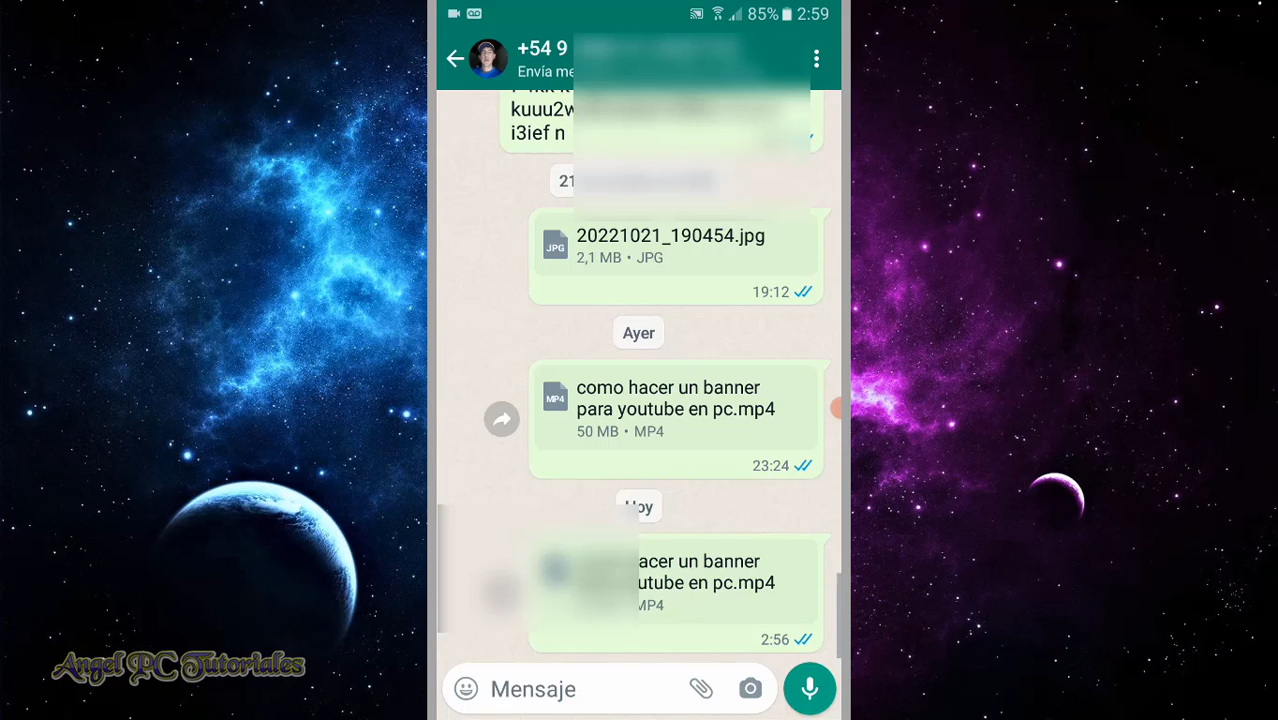 85% 2:59
+54 9
Envía me
kuuu2w
i3ief n
21
20221021_190454.jpg
JPG
2,1 MB • JPG
19:12
Ayer
como hacer un banner
MP4
para youtube en pc.mp4
50 MB • MP4
23:24
Hoy
acer un banner
utube en pc.mp4
MP4
2:56
Mensaje
Angel PC Tutoriales